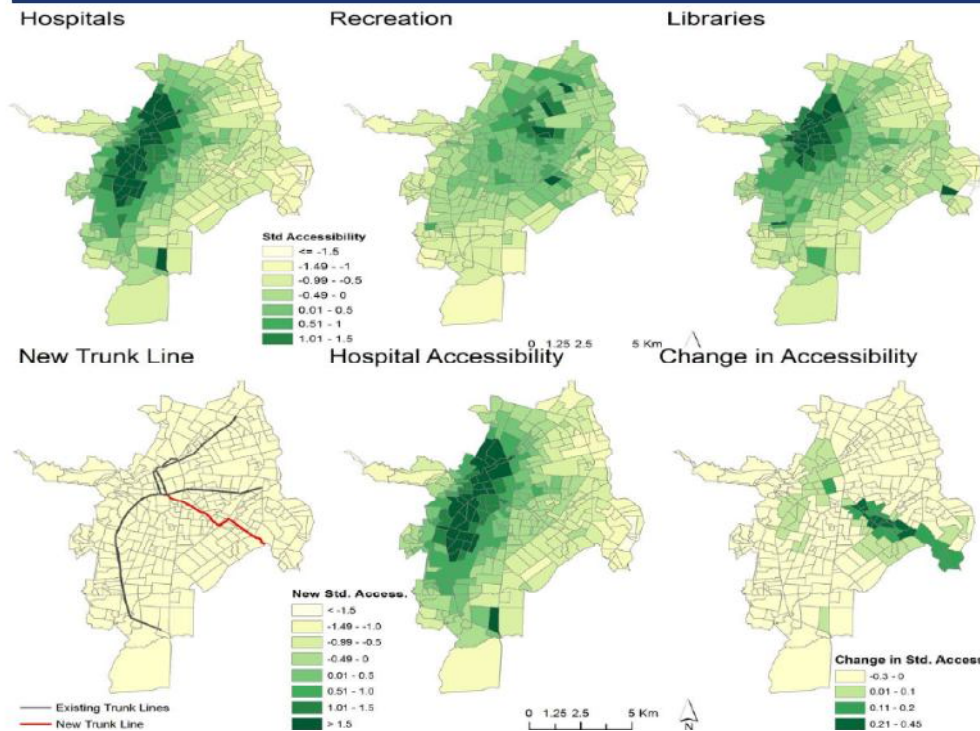 Hospitals
Recreation
Libraries
Std Accessibility
<= -1.5
-1.49 - -1
-0.99 - -0.5
-0.49 - 0
0.01 - 0.5
0.51 - 1
1.01 - 1.5
0 1.25 2.5 5 Km
New Trunk Line
Hospital Accessibility
Change in Accessibility
New Std. Access.
< -1.5
-1.49 - -1.0
-0.99 - -0.5
-0.49 - 0
0.01 - 0.5
0.51 - 1.0
1.01 - 1.5
> 1.5
Change in Std. Access
-0.3 - 0
0.01 - 0.1
0.11 - 0.2
0.21 - 0.45
Existing Trunk Lines
New Trunk Line
0 1.25 2.5 5 Km
N